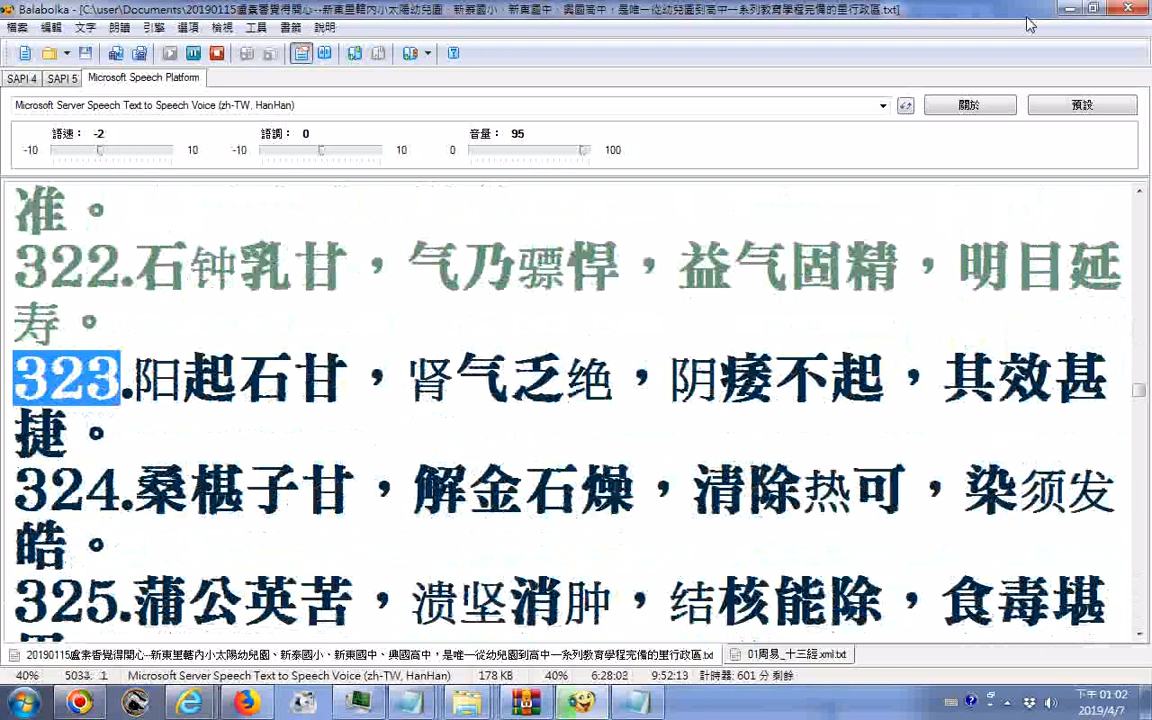 Balabolka - [C:\user\Documents\20190115盧素香覺得開心--新東里轄內小太陽幼兒園、新泰國小、新東國中、興國高中，是唯一從幼兒園到高中一系列教育學程完備的里行政區.txt]
檔案 編輯 文字 朗讀 引擎 選項 檢視 工具 書籤 說明
SAPI 4 SAPI 5 Microsoft Speech Platform
Microsoft Server Speech Text to Speech Voice (zh-TW, HanHan) 關於 預設
語速： -2 語調： 0 音量： 95
-10 10 -10 10 0 100
准。
322.石钟乳甘，气乃骠悍，益气固精，明目延
寿。
323.阳起石甘，肾气乏绝，阴痿不起，其效甚
捷。
324.桑椹子甘，解金石燥，清除热可，染须发
皓。
325.蒲公英苦，溃坚消肿，结核能除，食毒堪
20190115盧素香覺得開心--新東里轄內小太陽幼兒園、新泰國小、新東國中、興國高中，是唯一從幼兒園到高中一系列教育學程完備的里行政區.txt 01周易_十三經.xml.txt
40% 5033: 1 Microsoft Server Speech Text to Speech Voice (zh-TW, HanHan) 178 KB 40% 6:28:02 9:52:13 計時器: 601 分 剩餘
下午 01:02
2019/4/7